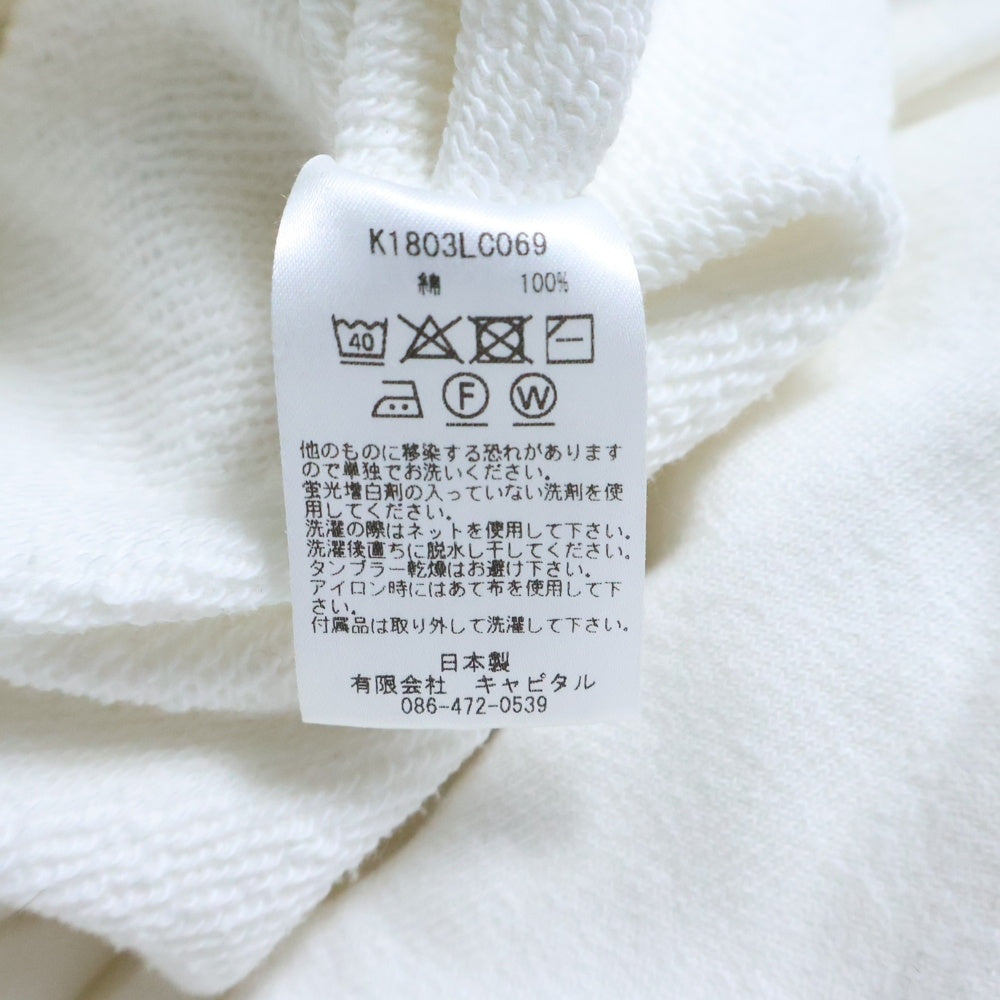 K1803LC069
綿 100%
40
F W
他のものに移染する恐れがあります
ので単独でお洗いください。
蛍光増白剤の入っていない洗剤を使
用してください。
洗濯の際はネットを使用して下さい。
洗濯後直ちに脱水し干してください。
タンブラー乾燥はお避け下さい。
アイロン時にはあて布を使用して下
さい。
付属品は取り外して洗濯して下さい。
日本製
有限会社 キャピタル
086-472-0539